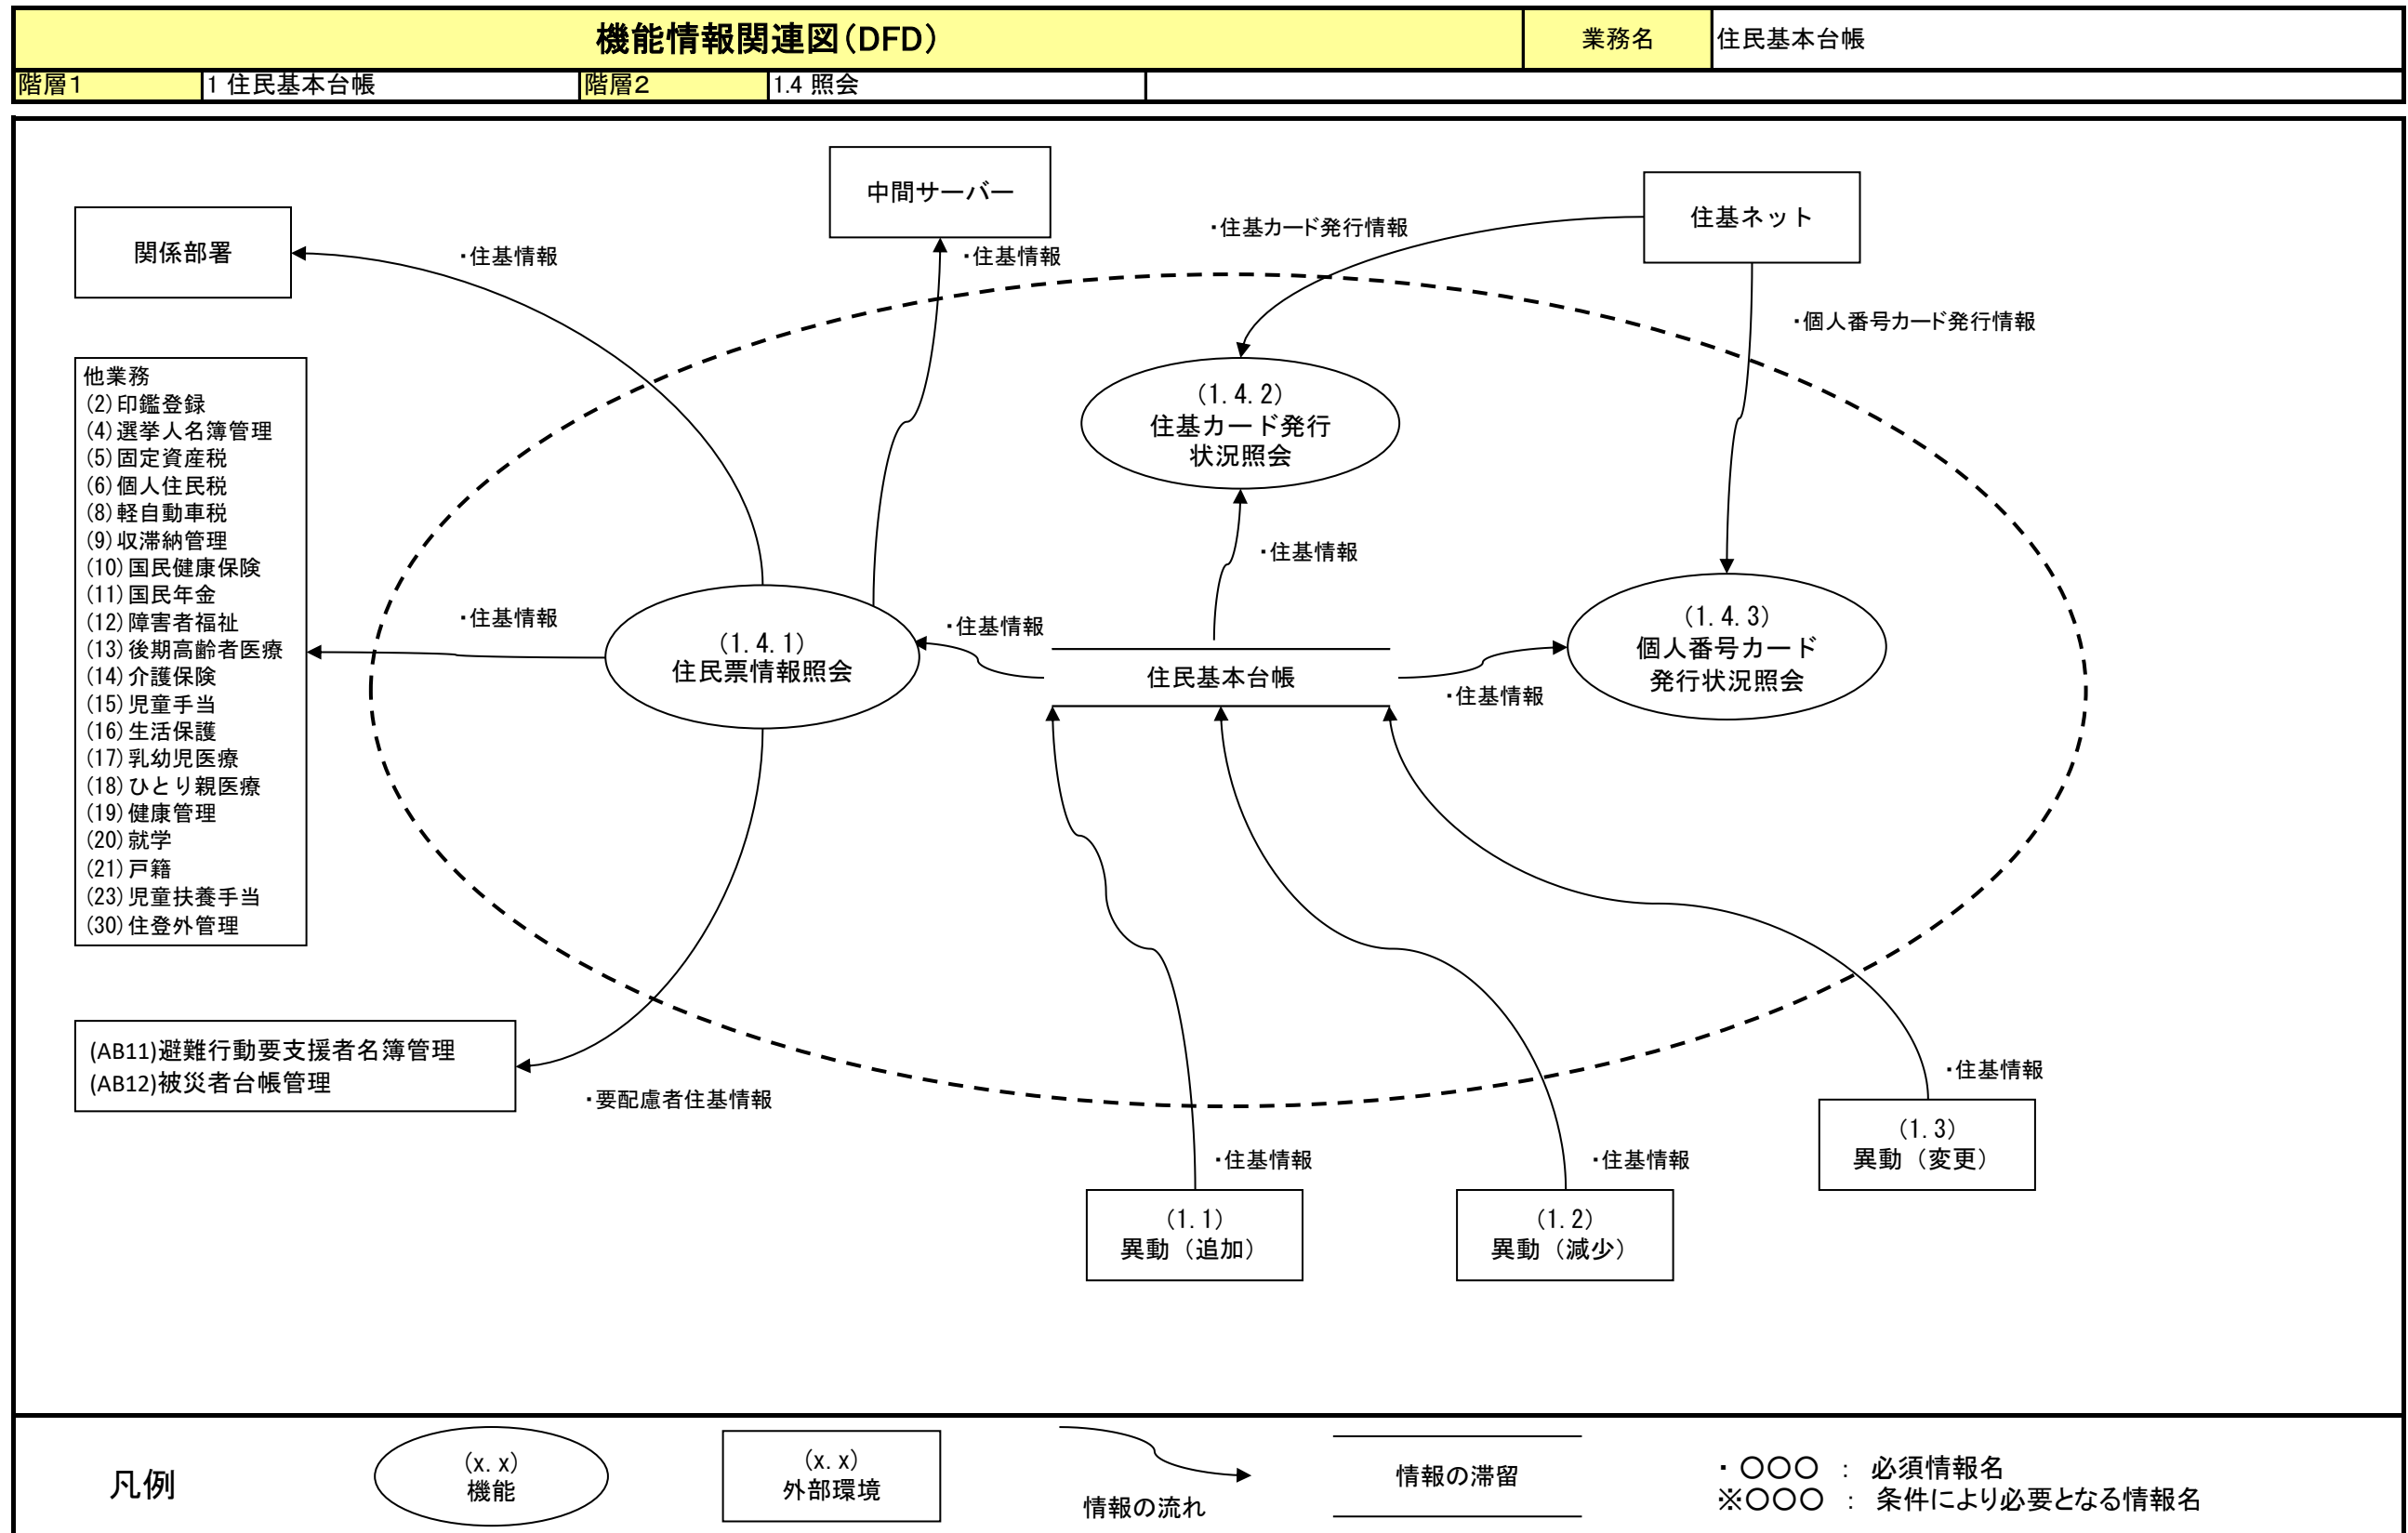 機能情報関連図（DFD）
業務名
住民基本台帳
階層１
1 住民基本台帳
階層２
1.4 照会
中間サーバー
住基ネット
関係部署
・住基情報
・住基情報
・住基カード発行情報
・個人番号カード発行情報
他業務
(2)印鑑登録
(4)選挙人名簿管理
(5)固定資産税
(6)個人住民税
(8)軽自動車税
(9)収滞納管理
(10)国民健康保険
(11)国民年金
(12)障害者福祉
(13)後期高齢者医療
(14)介護保険
(15)児童手当
(16)生活保護
(17)乳幼児医療
(18)ひとり親医療
(19)健康管理
(20)就学
(21)戸籍
(23)児童扶養手当
(30)住登外管理
(1.4.2)
住基カード発行
状況照会
・住基情報
・住基情報
(1.4.1)
住民票情報照会
・住基情報
住民基本台帳
・住基情報
(1.4.3)
個人番号カード
発行状況照会
(AB11)避難行動要支援者名簿管理
(AB12)被災者台帳管理
・要配慮者住基情報
・住基情報
(1.1)
異動（追加）
・住基情報
(1.2)
異動（減少）
・住基情報
(1.3)
異動（変更）
凡例
(x.x)
機能
(x.x)
外部環境
情報の流れ
情報の滞留
・ 〇〇〇 ： 必須情報名
※〇〇〇 ： 条件により必要となる情報名